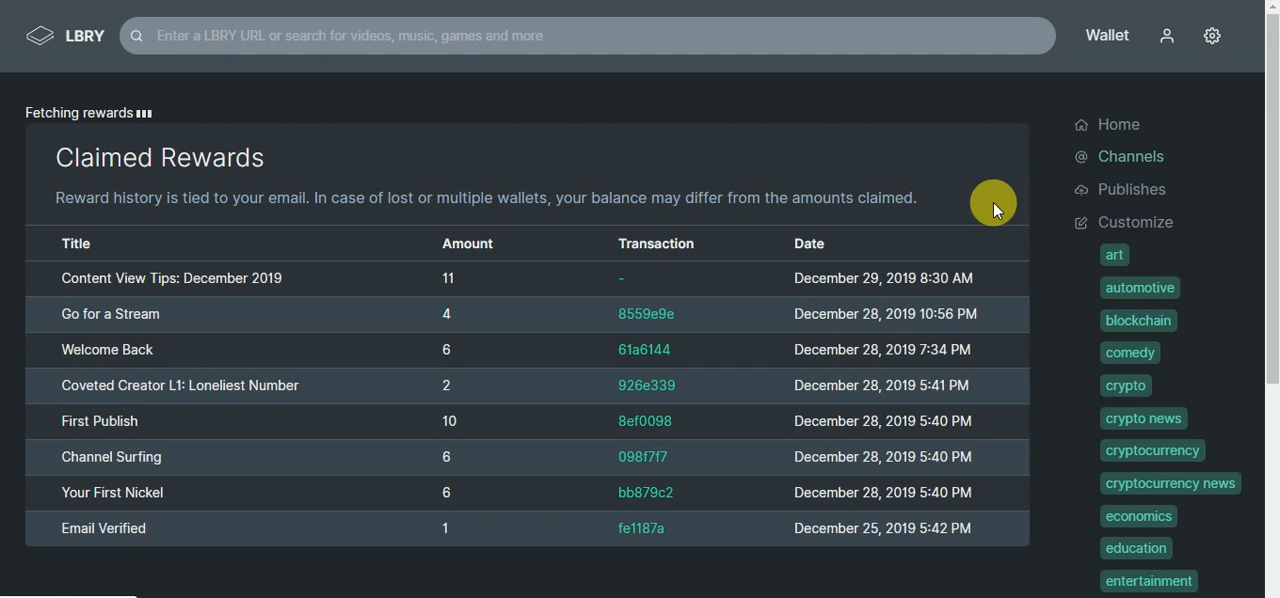 LBRY
Enter a LBRY URL or search for videos, music, games and more
Wallet
Fetching rewards
Claimed Rewards
Reward history is tied to your email. In case of lost or multiple wallets, your balance may differ from the amounts claimed.
Title Amount Transaction Date
Content View Tips: December 2019 11 - December 29, 2019 8:30 AM
Go for a Stream 4 8559e9e December 28, 2019 10:56 PM
Welcome Back 6 61a6144 December 28, 2019 7:34 PM
Coveted Creator L1: Loneliest Number 2 926e339 December 28, 2019 5:41 PM
First Publish 10 8ef0098 December 28, 2019 5:40 PM
Channel Surfing 6 098f7f7 December 28, 2019 5:40 PM
Your First Nickel 6 bb879c2 December 28, 2019 5:40 PM
Email Verified 1 fe1187a December 25, 2019 5:42 PM
Home
Channels
Publishes
Customize
art
automotive
blockchain
comedy
crypto
crypto news
cryptocurrency
cryptocurrency news
economics
education
entertainment